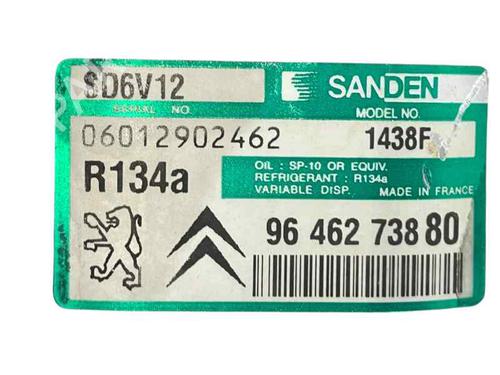 SD6V12
SANDEN
SERIAL NO.
MODEL NO.
06012902462
1438F
R134a
OIL : SP-10 OR EQUIV.
REFRIGERANT : R134a
VARIABLE DISP. MADE IN FRANCE
96 462 738 80